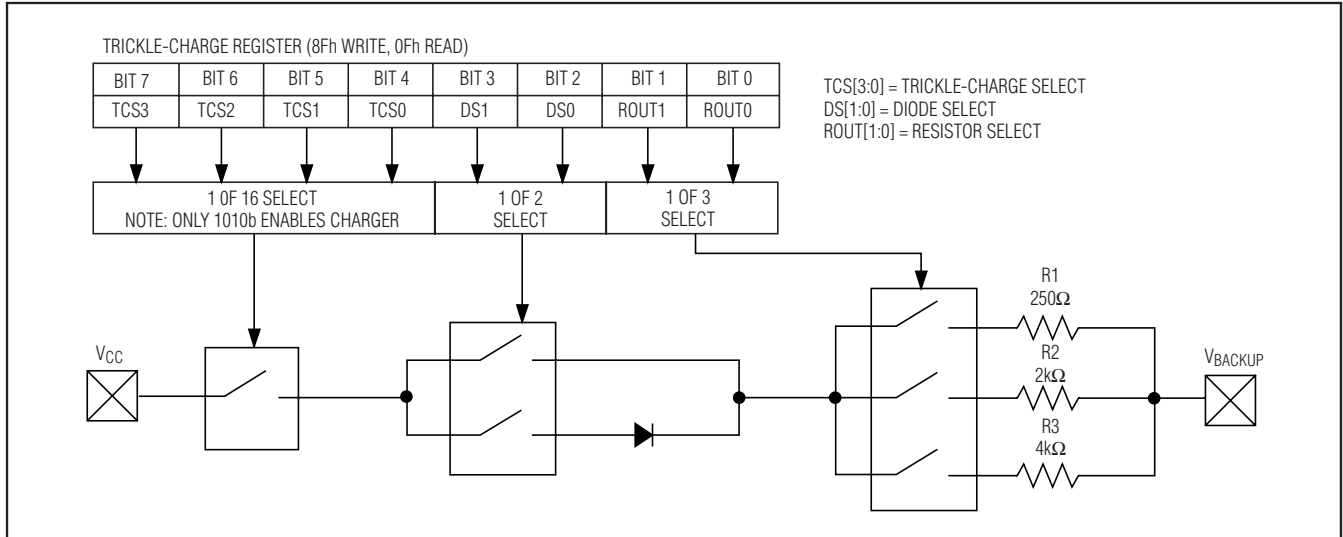 TRICKLE-CHARGE REGISTER (8Fh WRITE, 0Fh READ)
BIT 7 BIT 6 BIT 5 BIT 4 BIT 3 BIT 2 BIT 1 BIT 0
TCS3 TCS2 TCS1 TCS0 DS1 DS0 ROUT1 ROUT0
TCS[3:0] = TRICKLE-CHARGE SELECT
DS[1:0] = DIODE SELECT
ROUT[1:0] = RESISTOR SELECT
1 0F 16 SELECT
NOTE: ONLY 1010b ENABLES CHARGER
1 OF 2
SELECT
1 OF 3
SELECT
VCC
R1
250Ω
R2
2kΩ
R3
4kΩ
VBACKUP